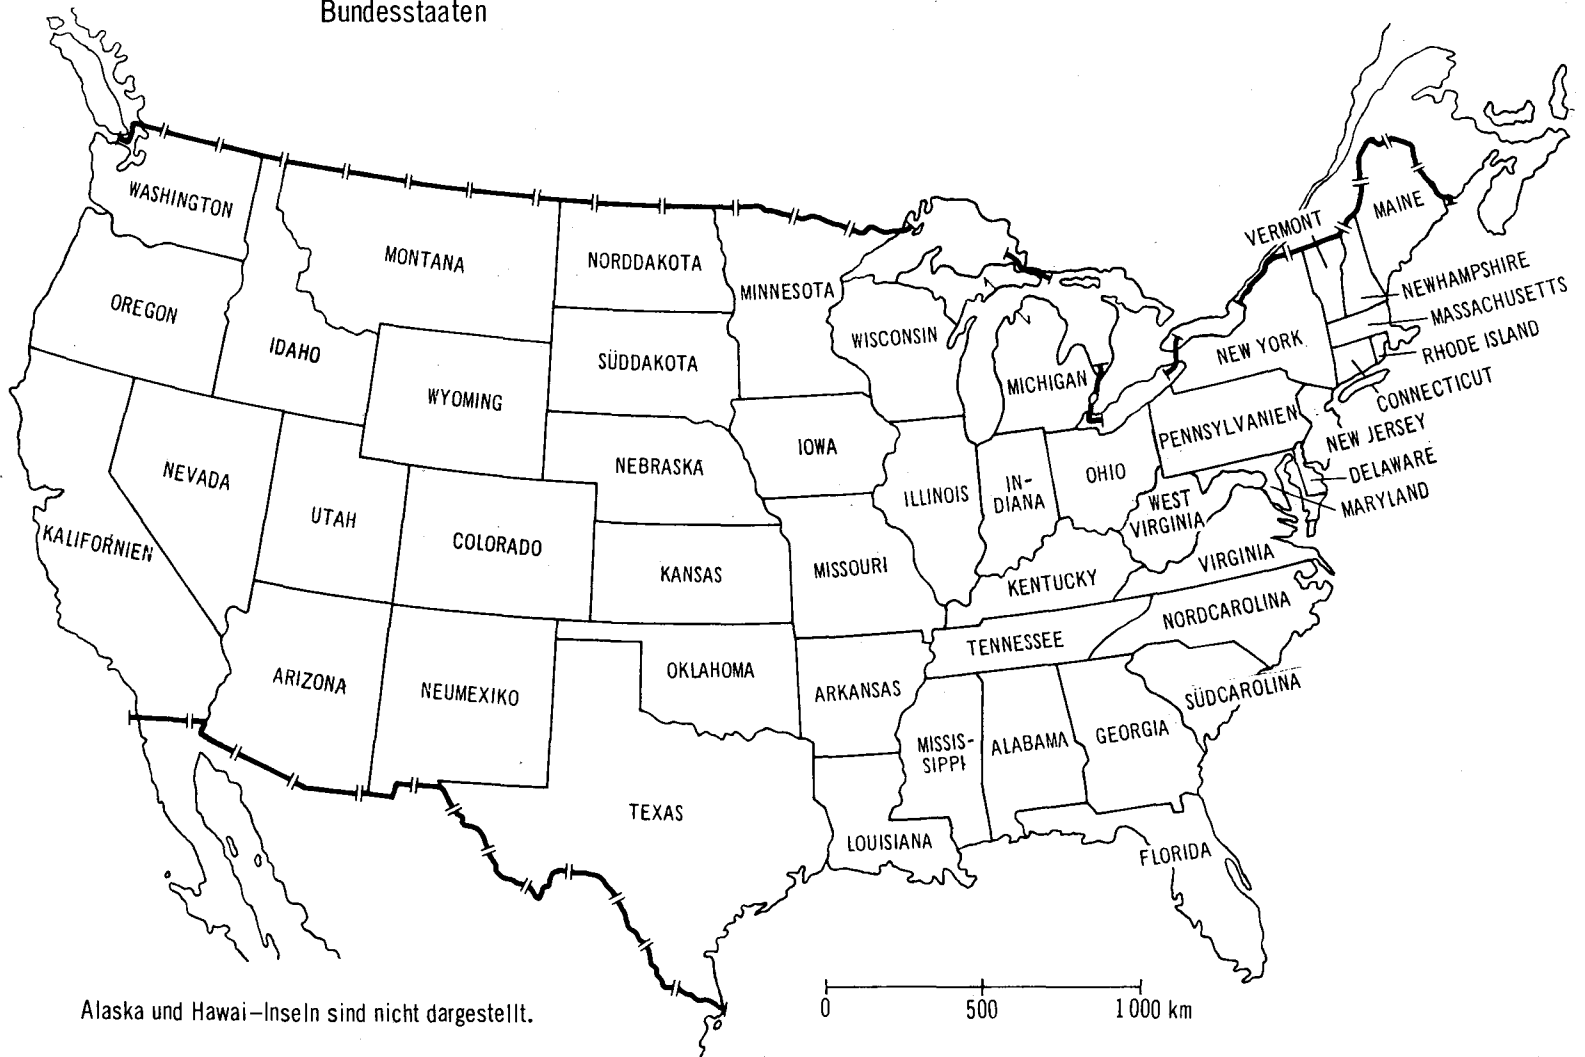 Bundesstaaten
WASHINGTON
MONTANA
NORDDAKOTA
MINNESOTA
VERMONT
MAINE
OREGON
IDAHO
WYOMING
SÜDDAKOTA
WISCONSIN
MICHIGAN
NEW YORK
NEWHAMPSHIRE
MASSACHUSETTS
RHODE ISLAND
CONNECTICUT
NEW JERSEY
DELAWARE
MARYLAND
NEVADA
UTAH
COLORADO
NEBRASKA
IOWA
ILLINOIS
IN-
DIANA
OHIO
PENNSYLVANIEN
WEST
VIRGINIA
VIRGINIA
KALIFORNIEN
KANSAS
MISSOURI
KENTUCKY
NORDCAROLINA
TENNESSEE
ARIZONA
NEUMEXIKO
OKLAHOMA
ARKANSAS
SÜDCAROLINA
MISSIS-
SIPPI
ALABAMA
GEORGIA
TEXAS
LOUISIANA
FLORIDA
0 500 1000 km
Alaska und Hawai-Inseln sind nicht dargestellt.